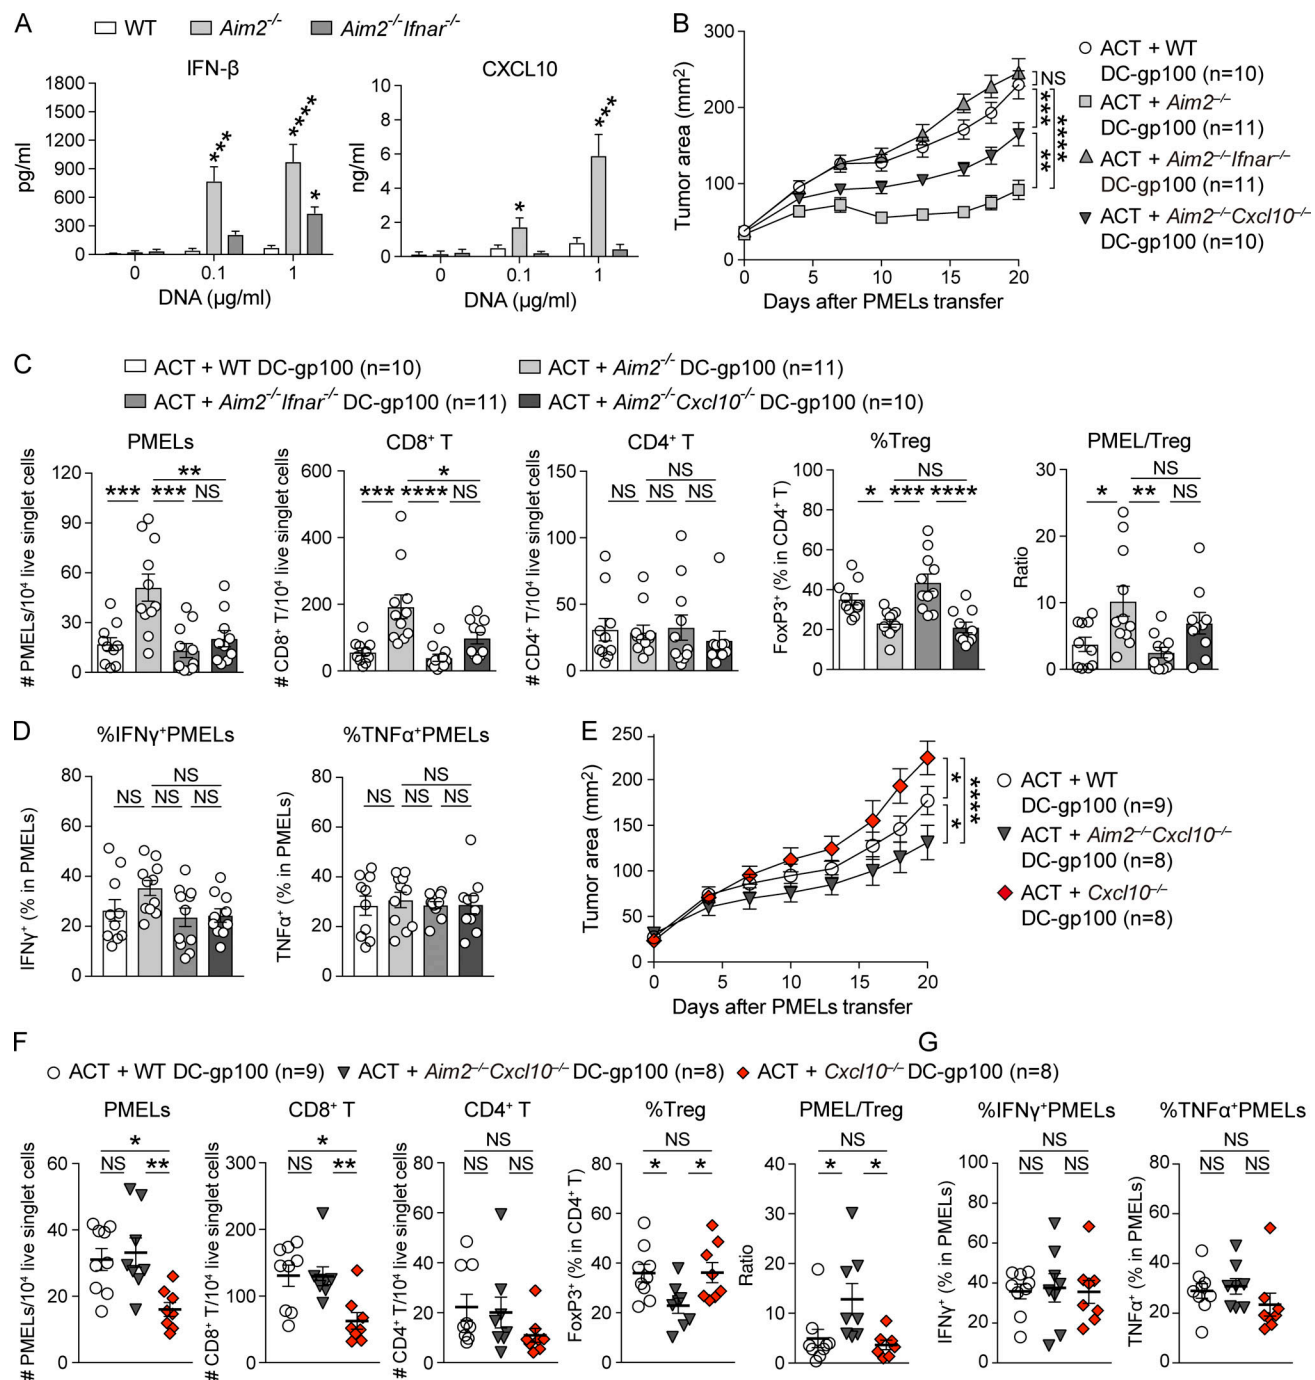 A
WT Aim2-/- Aim2-/-Ifnar-/-
IFN-β
pg/ml
1800
1500
1200
900
600
300
0
**** **** *
0 0.1 1
DNA (µg/ml)
CXCL10
ng/ml
10
8
6
4
2
0
* ***
0 0.1 1
DNA (µg/ml)
B
Tumor area (mm2)
300
200
100
0
0 5 10 15 20
Days after PMELs transfer
NS
***
**
****
ACT + WT
DC-gp100 (n=10)
ACT + Aim2–/–
DC-gp100 (n=11)
ACT + Aim2–/–Ifnar–/–
DC-gp100 (n=11)
ACT + Aim2–/–Cxcl10–/–
DC-gp100 (n=10)
C
ACT + WT DC-gp100 (n=10) ACT + Aim2-/- DC-gp100 (n=11)
ACT + Aim2-/-Ifnar-/- DC-gp100 (n=11) ACT + Aim2-/-Cxcl10-/- DC-gp100 (n=10)
PMELs
# PMELs/10⁴ live singlet cells
120
90
60
30
0
**
*** *** NS
CD8⁺ T
# CD8⁺ T/10⁴ live singlet cells
600
400
200
0
*
*** **** NS
CD4⁺ T
# CD4⁺ T/10⁴ live singlet cells
150
100
50
0
NS
NS NS NS
%Treg
FoxP3⁺ (% in CD4⁺ T)
100
80
60
40
20
0
NS
* *** ****
PMEL/Treg
Ratio
30
20
10
0
NS
* ** NS
D
%IFNγ⁺PMELs
IFNγ⁺ (% in PMELs)
80
60
40
20
0
NS
NS NS NS
%TNFα⁺PMELs
TNFα⁺ (% in PMELs)
80
60
40
20
0
NS
NS NS NS
E
Tumor area (mm2)
250
200
150
100
50
0
0 5 10 15 20
Days after PMELs transfer
*
*
****
ACT + WT
DC-gp100 (n=9)
ACT + Aim2–/–Cxcl10–/–
DC-gp100 (n=8)
ACT + Cxcl10–/–
DC-gp100 (n=8)
F
ACT + WT DC-gp100 (n=9) ACT + Aim2–/–Cxcl10–/– DC-gp100 (n=8) ACT + Cxcl10–/– DC-gp100 (n=8)
PMELs
# PMELs/10⁴ live singlet cells
60
40
20
0
*
NS **
CD8⁺ T
# CD8⁺ T/10⁴ live singlet cells
300
200
100
0
*
NS **
CD4⁺ T
# CD4⁺ T/10⁴ live singlet cells
80
60
40
20
0
NS
NS NS
%Treg
FoxP3⁺ (% in CD4⁺ T)
80
60
40
20
0
NS
* *
PMEL/Treg
Ratio
40
30
20
10
0
NS
* *
G
%IFNγ⁺PMELs
IFNγ⁺ (% in PMELs)
100
80
60
40
20
0
NS
NS NS
%TNFα⁺PMELs
TNFα⁺ (% in PMELs)
80
60
40
20
0
NS
NS NS